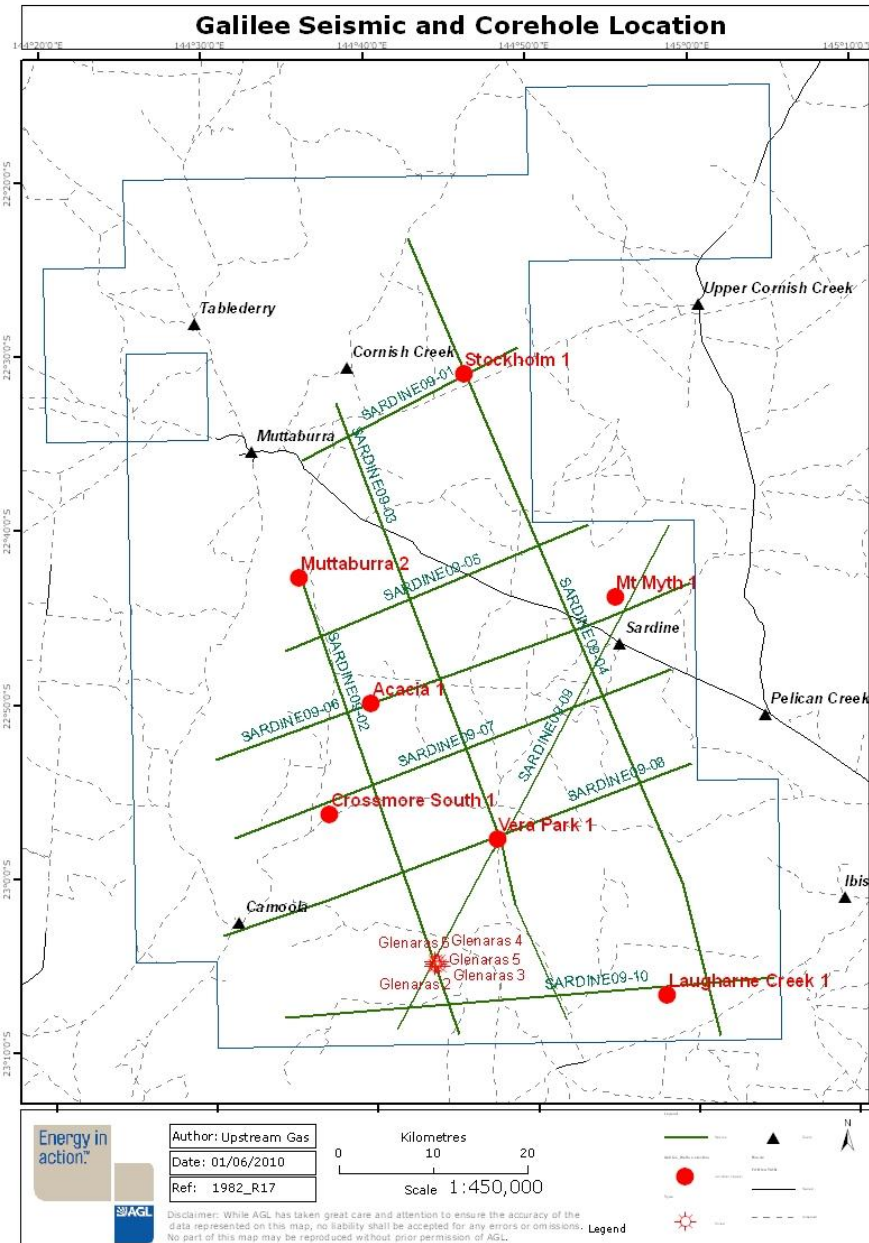 Galilee Seismic and Corehole Location
144°20'0"E 144°30'0"E 144°40'0"E 144°50'0"E 145°0'0"E 145°10'0"E
22°20'0"S
22°30'0"S
22°40'0"S
22°50'0"S
23°0'0"S
23°10'0"S
Upper Cornish Creek
Tablederry
Cornish Creek
Stockholm 1
SARDINE09-01
Muttaburra
SARDINE09-03
Muttaburra 2
SARDINE09-05
Mt Myth 1
Sardine
SARDINE09-04
SARDINE09-02
Acacia 1
SARDINE09-06
Pelican Creek
SARDINE09-07
SARDINE09-09
SARDINE09-08
Crossmore South 1
Vera Park 1
Ibis
Camoola
Glenaras 5 Glenaras 4
Glenaras 5
Glenaras 3
Glenaras 2
SARDINE09-10
Laugharne Creek 1
Energy in
action.™
AGL
Author: Upstream Gas
Date: 01/06/2010
Ref: 1982_R17
Kilometres
0 10 20
Scale 1:450,000
N
Disclaimer: While AGL has taken great care and attention to ensure the accuracy of the
data represented on this map, no liability shall be accepted for any errors or omissions.
No part of this map may be reproduced without prior permission of AGL.
Legend